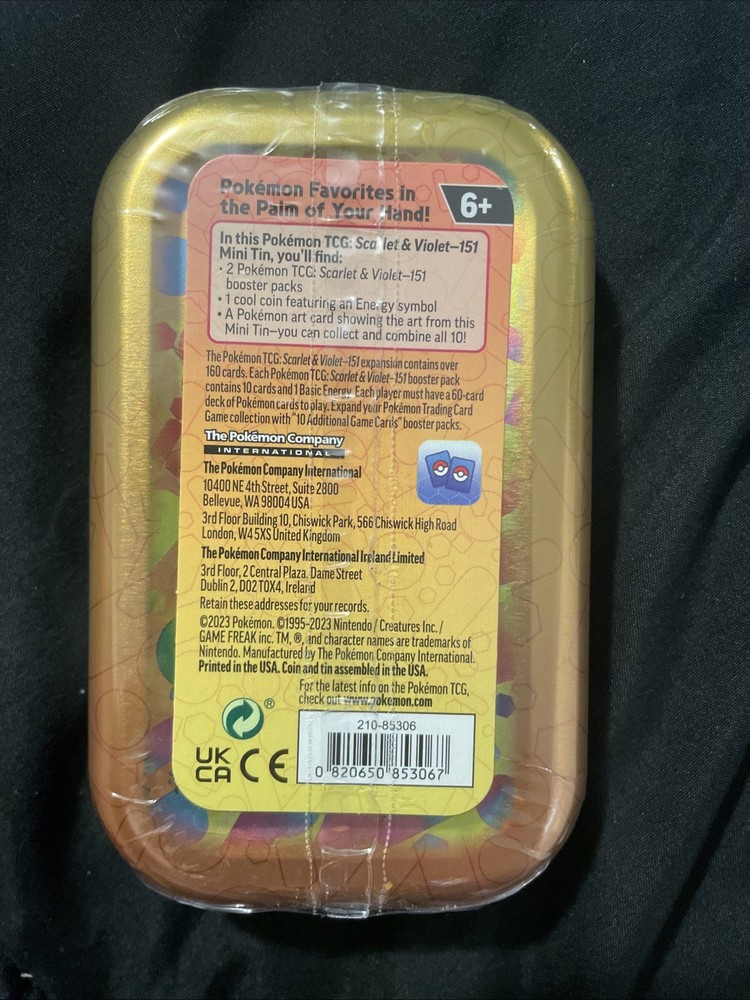 Pokémon Favorites in
the Palm of Your Hand!
6+
In this Pokémon TCG: Scarlet & Violet—151
Mini Tin, you'll find:
• 2 Pokémon TCG: Scarlet & Violet—151
booster packs
• 1 cool coin featuring an Energy symbol
• A Pokémon art card showing the art from this
Mini Tin—you can collect and combine all 10!
The Pokémon TCG: Scarlet & Violet—151 expansion contains over
160 cards. Each Pokémon TCG: Scarlet & Violet—151 booster pack
contains 10 cards and 1 Basic Energy. Each player must have a 60-card
deck of Pokémon cards to play. Expand your Pokémon Trading Card
Game collection with "10 Additional Game Cards" booster packs.
The Pokémon Company
INTERNATIONAL
The Pokémon Company International
10400 NE 4th Street, Suite 2800
Bellevue, WA 98004 USA
3rd Floor Building 10, Chiswick Park, 566 Chiswick High Road
London, W4 5XS United Kingdom
The Pokémon Company International Ireland Limited
3rd Floor, 2 Central Plaza, Dame Street
Dublin 2, D02 T0X4, Ireland
Retain these addresses for your records.
©2023 Pokémon. ©1995-2023 Nintendo / Creatures Inc. /
GAME FREAK inc. TM, ®, and character names are trademarks of
Nintendo. Manufactured by The Pokémon Company International.
Printed in the USA. Coin and tin assembled in the USA.
For the latest info on the Pokémon TCG,
check out www.pokemon.com
®
UK
CA
CE
210-85306
0 820650 853067